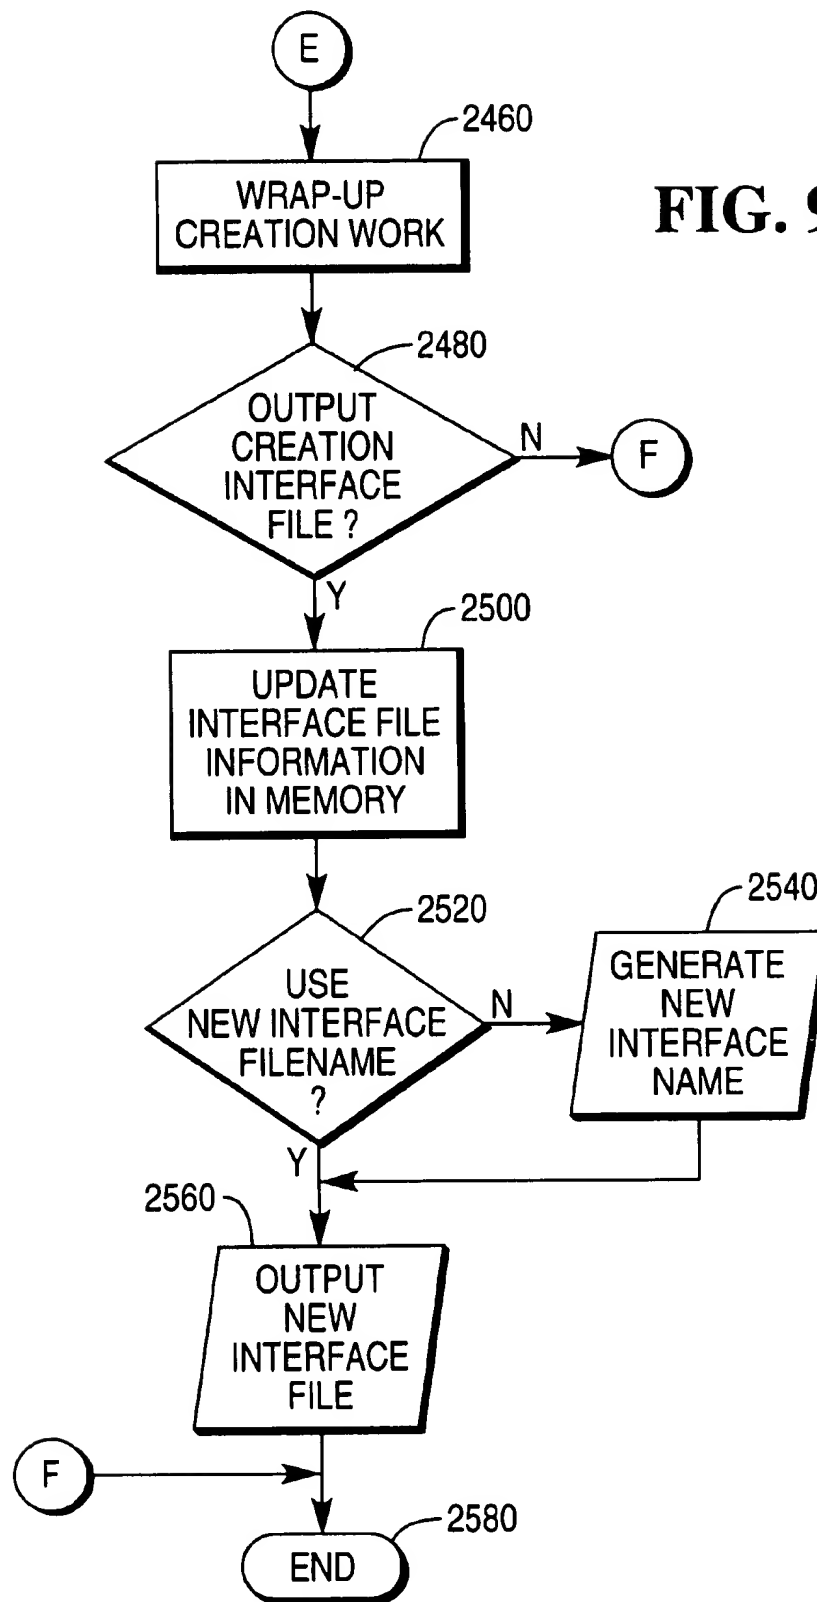 E
2460
WRAP-UP
CREATION WORK
FIG. 9
2480
OUTPUT
CREATION
INTERFACE
FILE ?
N
F
Y
2500
UPDATE
INTERFACE FILE
INFORMATION
IN MEMORY
2520
USE
NEW INTERFACE
FILENAME
?
N
2540
GENERATE
NEW
INTERFACE
NAME
Y
2560
OUTPUT
NEW
INTERFACE
FILE
F
2580
END